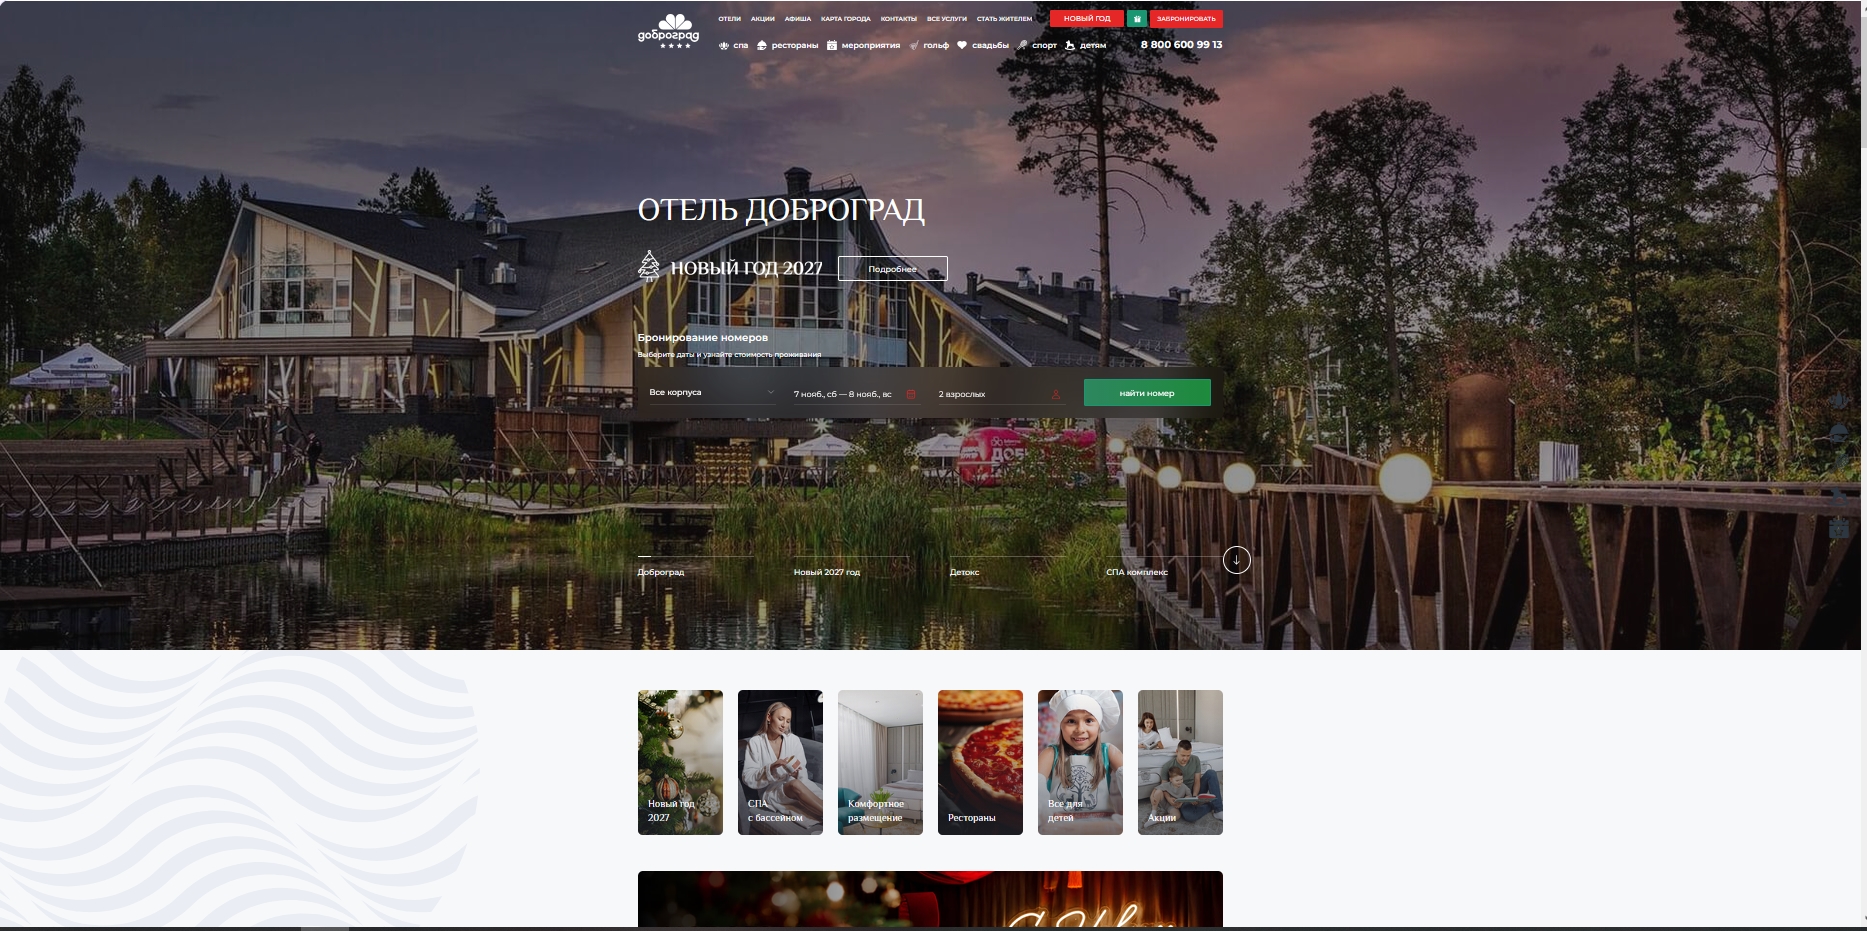 доброград
ОТЕЛИ АКЦИИ АФИША КАРТА ГОРОДА КОНТАКТЫ ВСЕ УСЛУГИ СТАТЬ ЖИТЕЛЕМ НОВЫЙ ГОД ЗАБРОНИРОВАТЬ
спа рестораны мероприятия гольф свадьбы спорт детям 8 800 600 99 13
ОТЕЛЬ ДОБРОГРАД
НОВЫЙ ГОД 2027 Подробнее
Бронирование номеров
Выберите даты и узнайте стоимость проживания
Все корпуса 7 нояб., сб — 8 нояб., вс 2 взрослых найти номер
Доброград Новый 2027 год Детокс СПА комплекс
Новый год
2027
СПА
с бассейном
Комфортное
размещение
Рестораны
Все для
детей
Акции